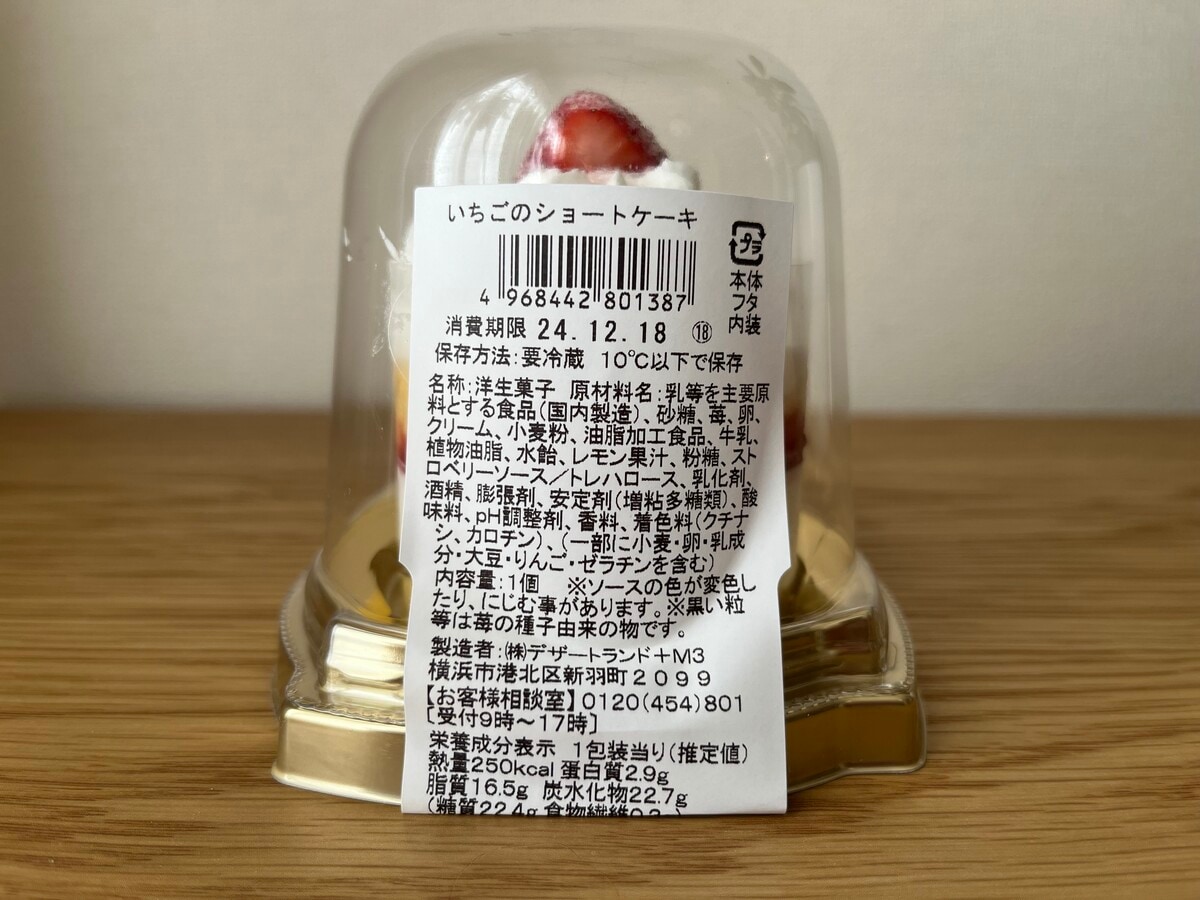 いちごのショートケーキ
プラ
本体
フタ
内装
4 968442 801387
消費期限 24.12.18 ⑱
保存方法:要冷蔵 10℃以下で保存
名称:洋生菓子 原材料名:乳等を主要原
料とする食品(国内製造)、砂糖、苺、卵、
クリーム、小麦粉、油脂加工食品、牛乳、
植物油脂、水飴、レモン果汁、粉糖、スト
ロベリーソース/トレハロース、乳化剤、
酒精、膨張剤、安定剤(増粘多糖類)、酸
味料、pH調整剤、香料、着色料(クチナ
シ、カロチン)、(一部に小麦・卵・乳成
分・大豆・りんご・ゼラチンを含む)
内容量:1個 ※ソースの色が変色し
たり、にじむ事があります。※黒い粒
等は苺の種子由来の物です。
製造者:㈱デザートランド+M3
横浜市港北区新羽町2099
【お客様相談室】0120(454)801
[受付9時~17時]
栄養成分表示 1包装当り(推定値)
熱量250kcal 蛋白質2.9g
脂質16.5g 炭水化物22.7g
(糖質22.4g 食物繊維0.3g)